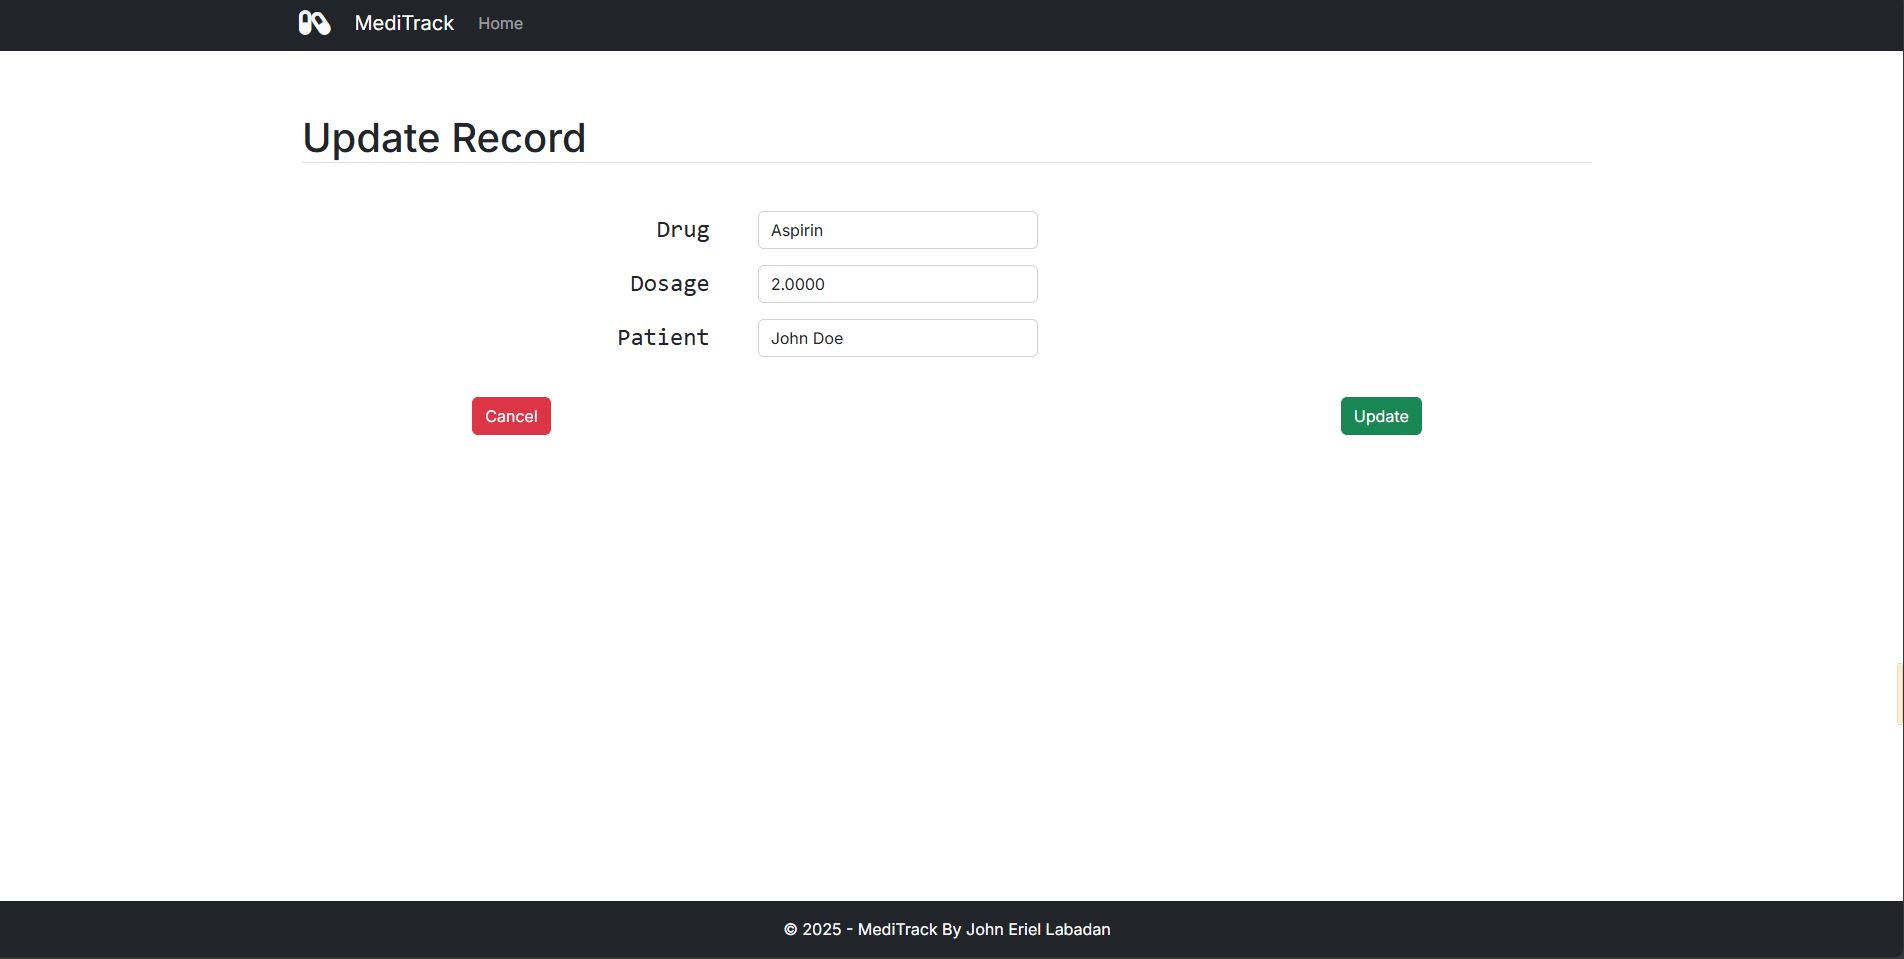 MediTrack Home
Update Record
Drug Aspirin
Dosage 2.0000
Patient John Doe
Cancel Update
© 2025 - MediTrack By John Eriel Labadan